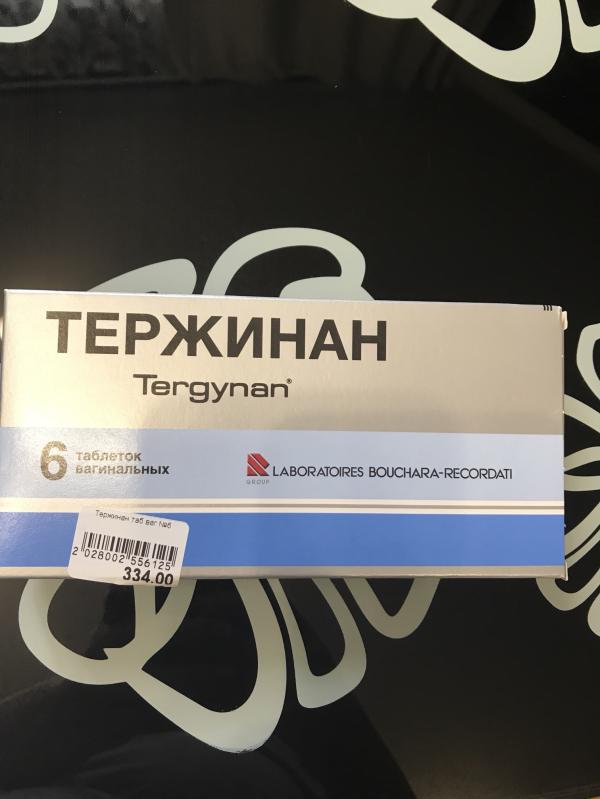 ТЕРЖИНАН
Tergynan®
6 таблеток
вагинальных
R
GROUP
LABORATOIRES BOUCHARA-RECORDATI
Тержинан таб ваг №6
2 028002 556125
334.00